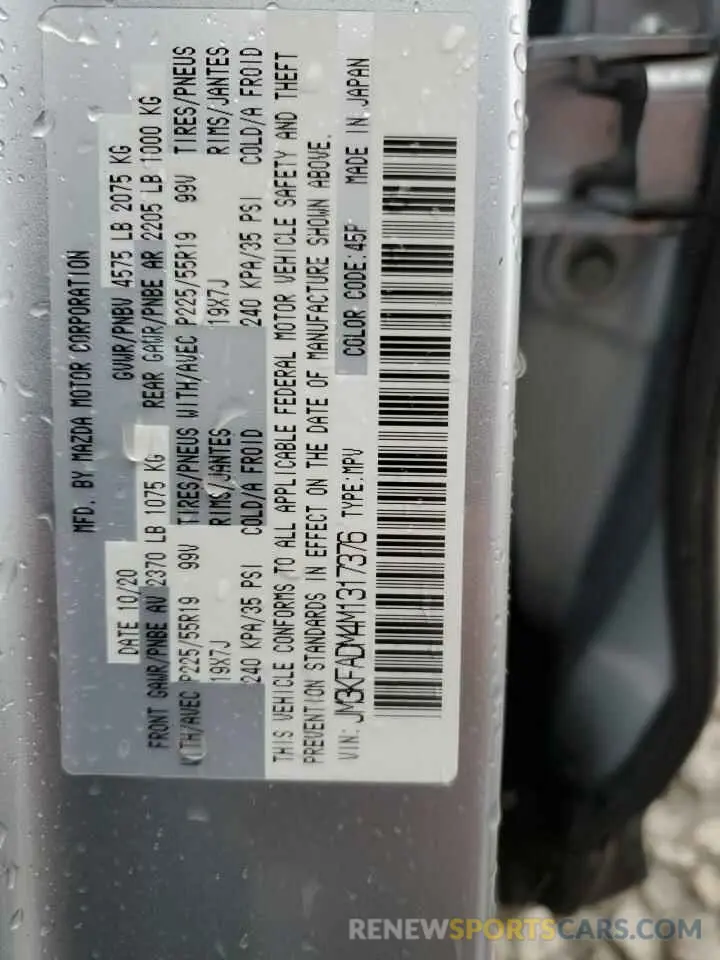 MFD. BY MAZDA MOTOR CORPORATION
DATE 10/20 GVWR/PNBV 4575 LB 2075 KG
FRONT GAWR/PNBE AV 2370 LB 1075 KG REAR GAWR/PNBE AR 2205 LB 1000 KG
WITH/AVEC P225/55R19 99V TIRES/PNEUS WITH/AVEC P225/55R19 99V TIRES/PNEUS
19X7J RIMS/JANTES 19X7J RIMS/JANTES
240 KPA/35 PSI COLD/A FROID 240 KPA/35 PSI COLD/A FROID
THIS VEHICLE CONFORMS TO ALL APPLICABLE FEDERAL MOTOR VEHICLE SAFETY AND THEFT
PREVENTION STANDARDS IN EFFECT ON THE DATE OF MANUFACTURE SHOWN ABOVE.
VIN: JM3KFADM4M1317376 TYPE:MPV COLOR CODE:45P MADE IN JAPAN
RENEWSPORTSCARS.COM